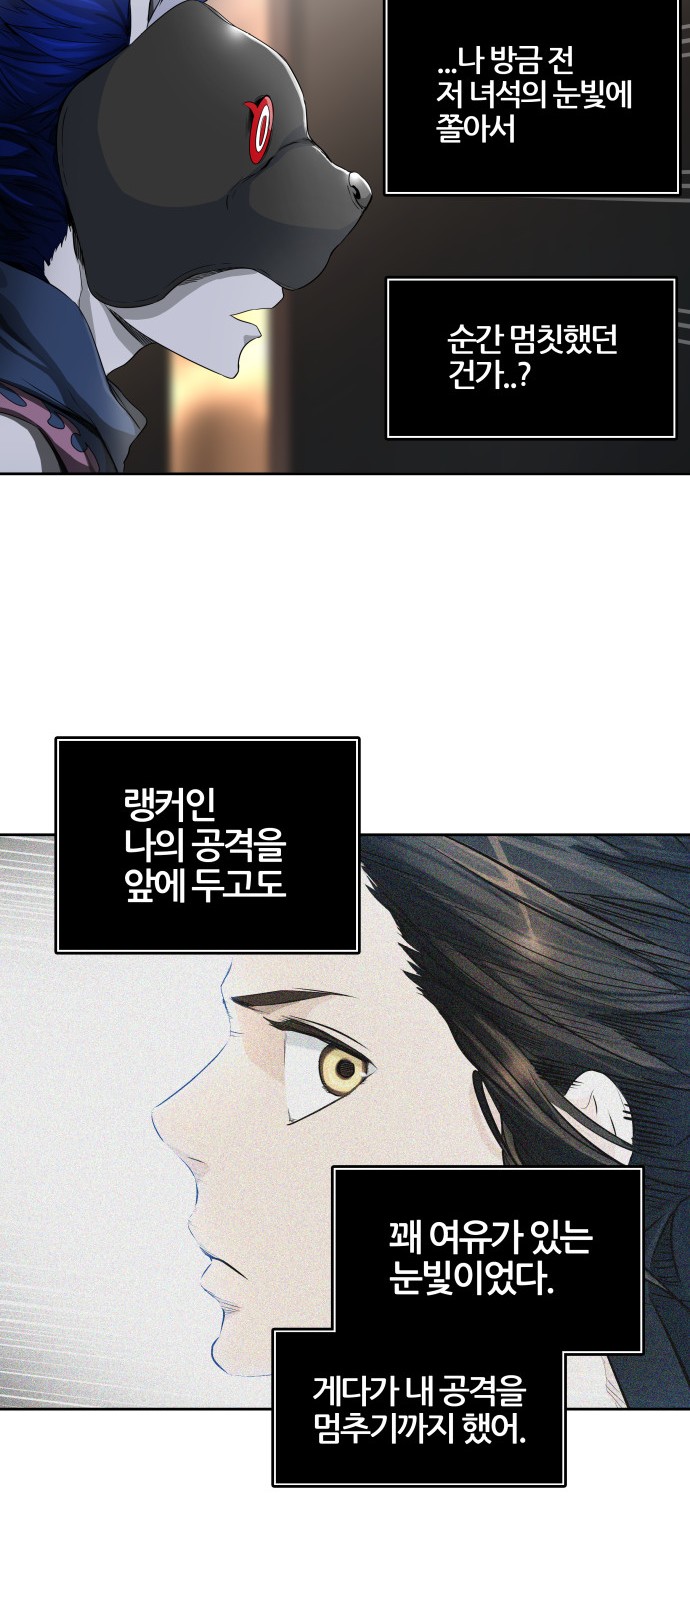 ...나 방금 전
저 녀석의 눈빛에
쫄아서
순간 멈칫했던
건가..?
랭커인
나의 공격을
앞에 두고도
꽤 여유가 있는
눈빛이었다.
게다가 내 공격을
멈추기까지 했어.